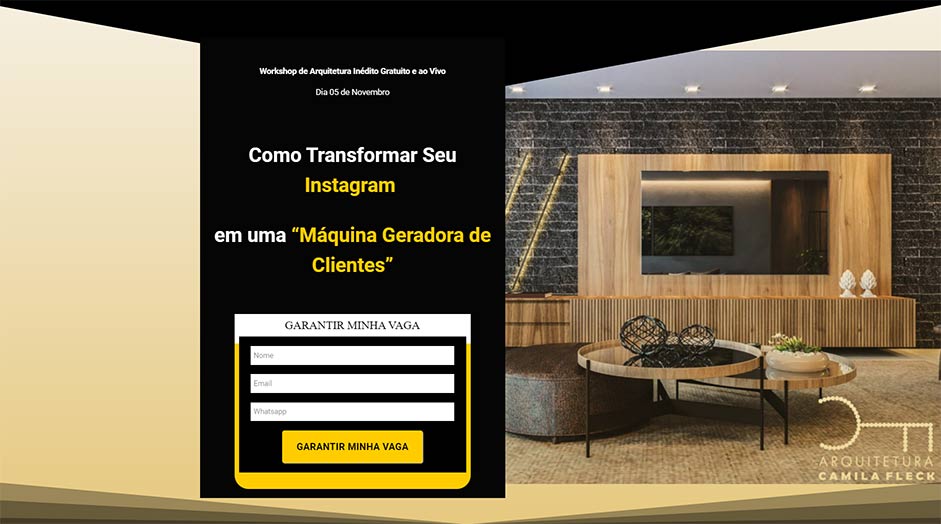 Workshop de Arquitetura Inédito Gratuito e ao Vivo
Dia 05 de Novembro
Como Transformar Seu
Instagram
em uma “Máquina Geradora de
Clientes”
GARANTIR MINHA VAGA
Nome
Email
Whatsapp
GARANTIR MINHA VAGA
ARQUITETURA
CAMILA FLECK